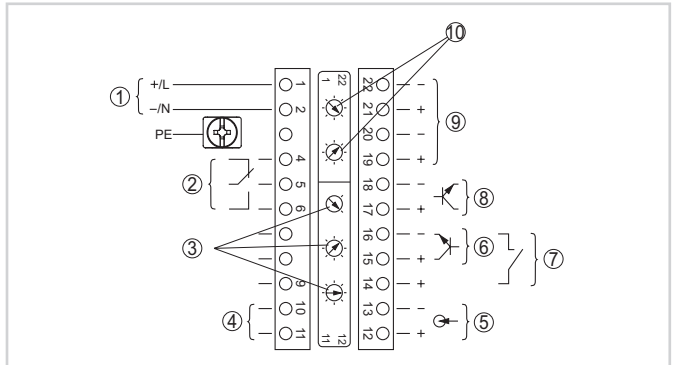 ⑩
① +/L 1 1 22 22 −
−/N 2 21 + ⑨
PE 20 −
4 19 +
② 5 18 − ⑧
6 17 +
16 − ⑥ ⑦
③ 15 +
9 14 +
④ 10 13 − ⑤
11 11 12 12 +